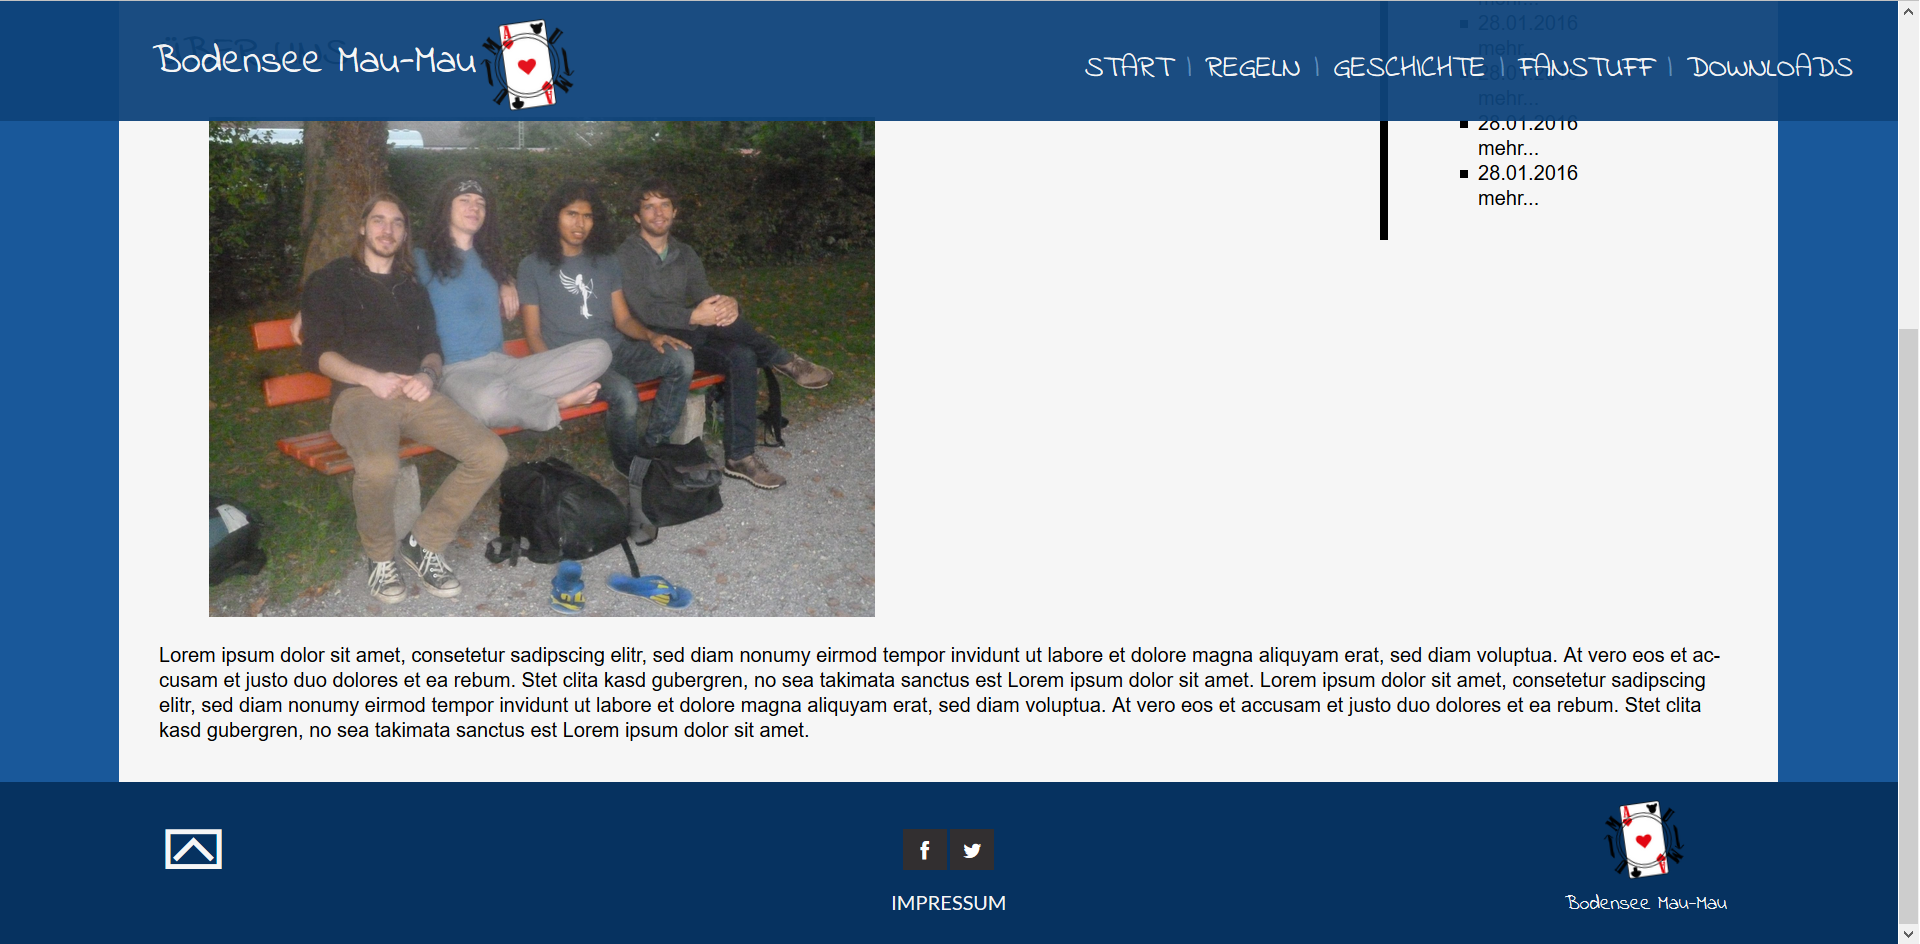 Bodensee Mau-Mau
START | REGELN | GESCHICHTE | FANSTUFF | DOWNLOADS
ÜBER UNS
mehr...
28.01.2016
mehr...
28.01.2016
mehr...
28.01.2016
mehr...
28.01.2016
mehr...
Lorem ipsum dolor sit amet, consetetur sadipscing elitr, sed diam nonumy eirmod tempor invidunt ut labore et dolore magna aliquyam erat, sed diam voluptua. At vero eos et ac-
cusam et justo duo dolores et ea rebum. Stet clita kasd gubergren, no sea takimata sanctus est Lorem ipsum dolor sit amet. Lorem ipsum dolor sit amet, consetetur sadipscing
elitr, sed diam nonumy eirmod tempor invidunt ut labore et dolore magna aliquyam erat, sed diam voluptua. At vero eos et accusam et justo duo dolores et ea rebum. Stet clita
kasd gubergren, no sea takimata sanctus est Lorem ipsum dolor sit amet.
IMPRESSUM
Bodensee Mau-Mau